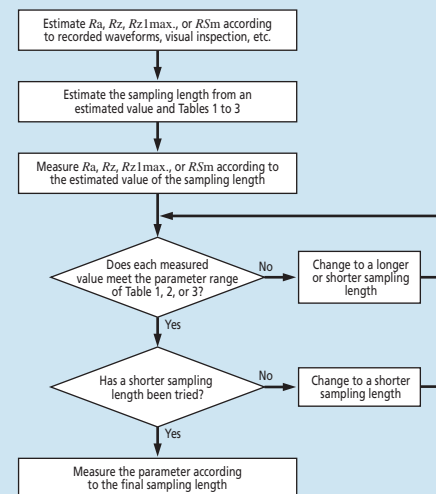 Estimate Ra, Rz, Rz1max., or RSm according
to recorded waveforms, visual inspection, etc.
Estimate the sampling length from an
estimated value and Tables 1 to 3
Measure Ra, Rz, Rz1max., or RSm according to
the estimated value of the sampling length
Does each measured
value meet the parameter range
of Table 1, 2, or 3?
No
Change to a longer
or shorter sampling
length
Yes
Has a shorter sampling
length been tried?
No
Change to a shorter
sampling length
Yes
Measure the parameter according
to the final sampling length